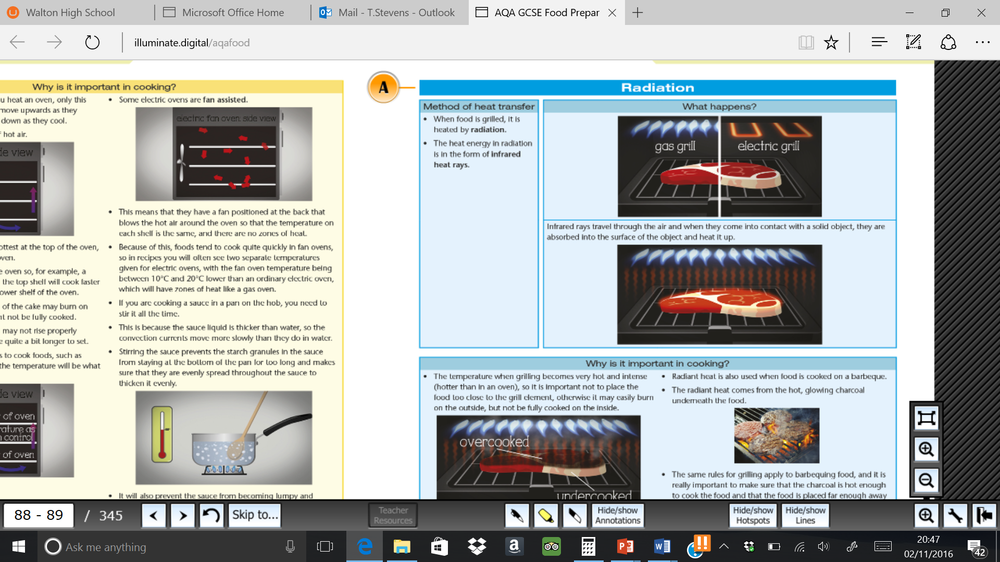 Walton High School
Microsoft Office Home
Mail - T.Stevens - Outlook
AQA GCSE Food Prepar
illuminate.digital/aqafood
Why is it important in cooking?
u heat an oven, only this
move upwards as they
down as they cool.
f hot air.
de view
ottest at the top of the oven,
ven.
e oven so, for example, a
the top shelf will cook faster
ower shelf of the oven.
of the cake may burn on
nt not be fully cooked.
may not rise properly
e quite a bit longer to set.
s to cook foods, such as
the temperature will be what
de view
of oven
rature as
n control
of oven
• Some electric ovens are fan assisted.
electric fan oven: side view
• This means that they have a fan positioned at the back that
blows the hot air around the oven so that the temperature on
each shelf is the same, and there are no zones of heat.
• Because of this, foods tend to cook quite quickly in fan ovens,
so in recipes you will often see two separate temperatures
given for electric ovens, with the fan oven temperature being
between 10°C and 20°C lower than an ordinary electric oven,
which will have zones of heat like a gas oven.
• If you are cooking a sauce in a pan on the hob, you need to
stir it all the time.
• This is because the sauce liquid is thicker than water, so the
convection currents move more slowly than they do in water.
• Stirring the sauce prevents the starch granules in the sauce
from staying at the bottom of the pan for too long and makes
sure that they are evenly spread throughout the sauce to
thicken it evenly.
• It will also prevent the sauce from becoming lumpy and
A
Radiation
Method of heat transfer
• When food is grilled, it is
heated by radiation.
• The heat energy in radiation
is in the form of infrared
heat rays.
What happens?
gas grill
electric grill
Infrared rays travel through the air and when they come into contact with a solid object, they are
absorbed into the surface of the object and heat it up.
Why is it important in cooking?
• The temperature when grilling becomes very hot and intense
(hotter than in an oven), so it is important not to place the
food too close to the grill element, otherwise it may easily burn
on the outside, but not be fully cooked on the inside.
overcooked
undercooked
• Radiant heat is also used when food is cooked on a barbeque.
• The radiant heat comes from the hot, glowing charcoal
underneath the food.
• The same rules for grilling apply to barbequing food, and it is
really important to make sure that the charcoal is hot enough
to cook the food and that the food is placed far enough away
88 - 89 / 345
Skip to...
Teacher
Resources
Hide/show
Annotations
Hide/show
Hotspots
Hide/show
Lines
Ask me anything
20:47
02/11/2016
42